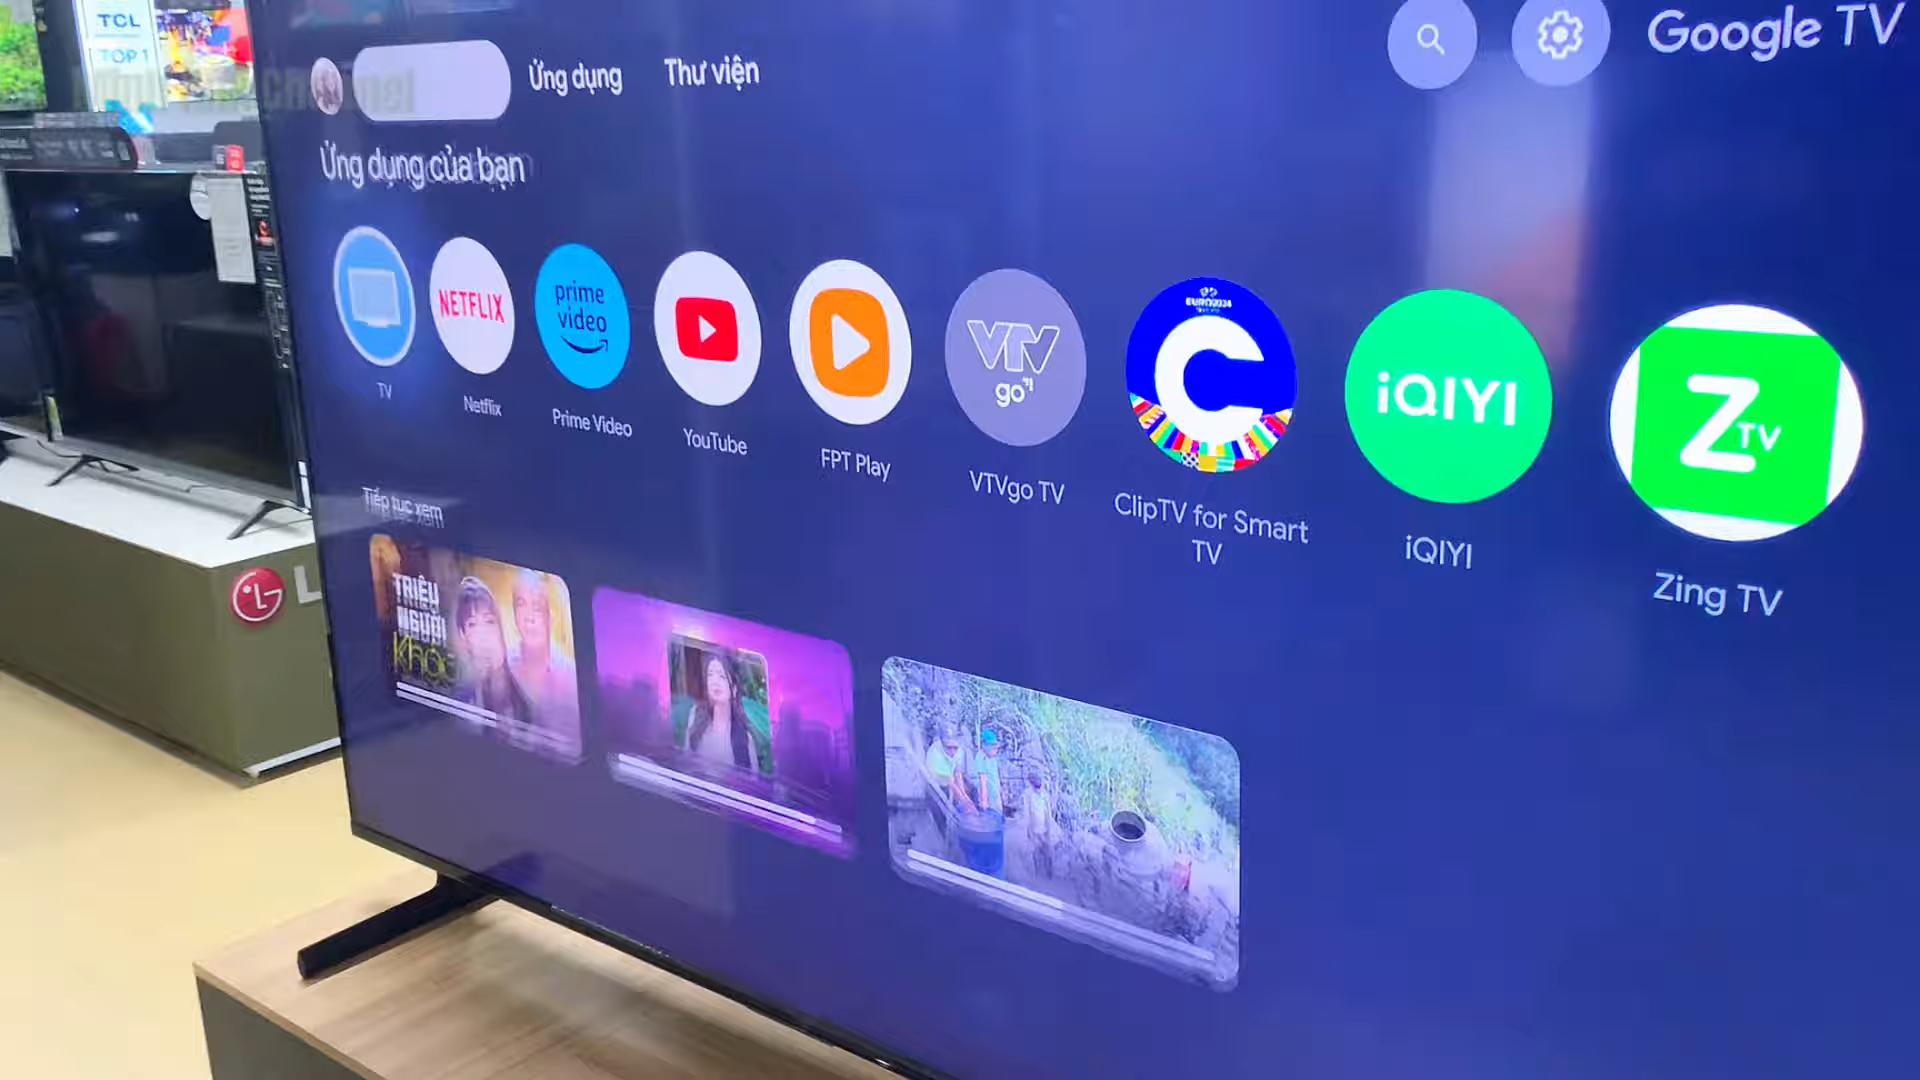 TCL
TOP 1
Google TV
Ứng dụng
Thư viện
Ứng dụng của bạn
NETFLIX
prime video
VTV go
EURO2024
C
iQIYI
Z TV
TV
Netflix
Prime Video
YouTube
FPT Play
VTVgo TV
ClipTV for Smart
TV
iQIYI
Zing TV
Tiếp tục xem
TRIỆU
NGƯỜI
Khóc
LG
L